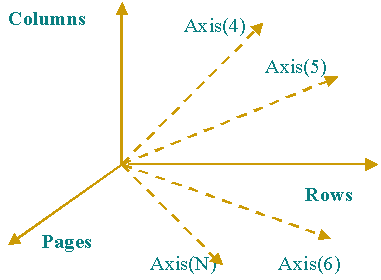 Columns
Axis(4)
Axis(5)
Rows
Pages
Axis(N)
Axis(6)